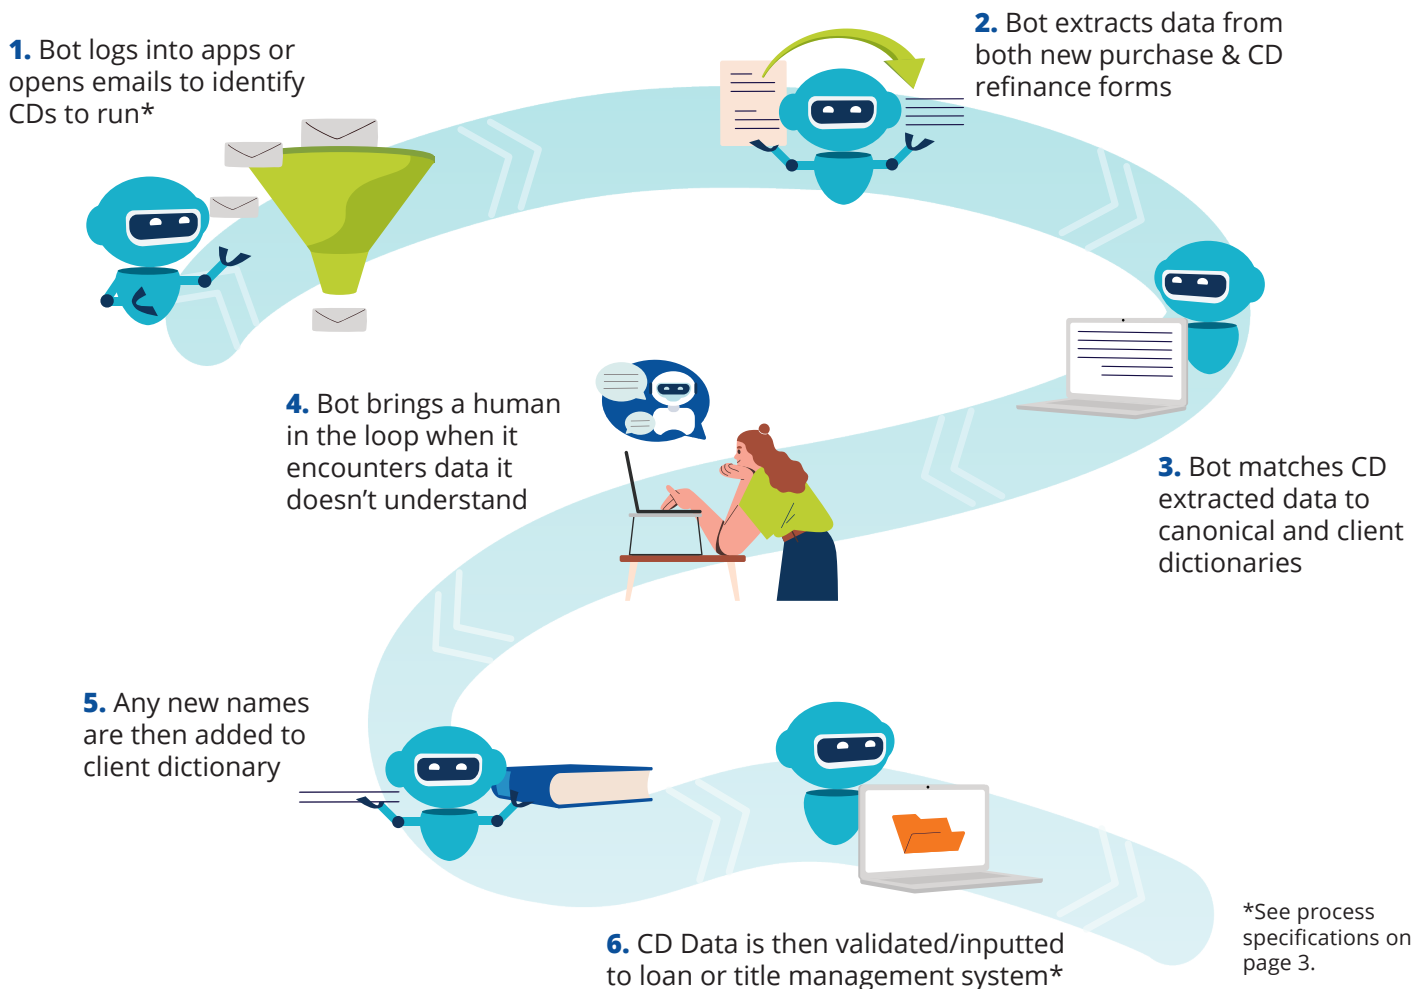 1. Bot logs into apps or
opens emails to identify
CDs to run*
2. Bot extracts data from
both new purchase & CD
refinance forms
3. Bot matches CD
extracted data to
canonical and client
dictionaries
4. Bot brings a human
in the loop when it
encounters data it
doesn’t understand
5. Any new names
are then added to
client dictionary
6. CD Data is then validated/inputted
to loan or title management system*
*See process
specifications on
page 3.